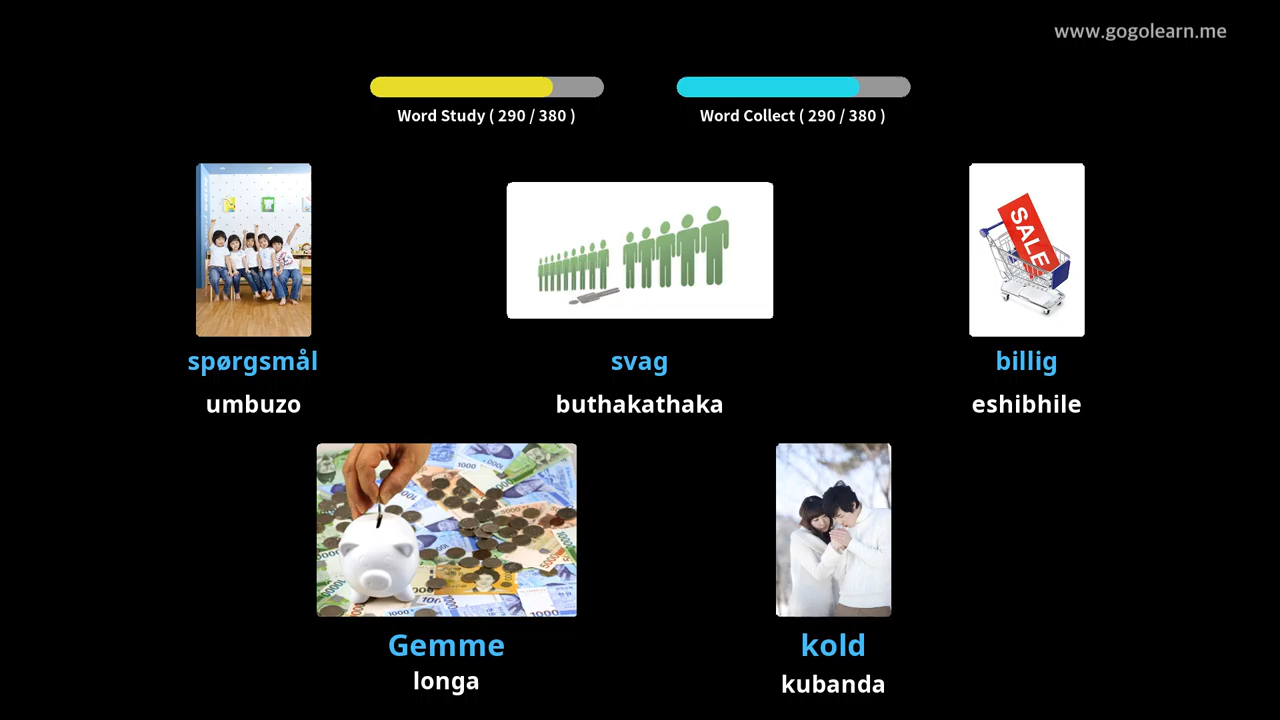 www.gogolearn.me
Word Study ( 290 / 380 )
Word Collect ( 290 / 380 )
SALE
spørgsmål
svag
billig
umbuzo
buthakathaka
eshibhile
Gemme
kold
longa
kubanda